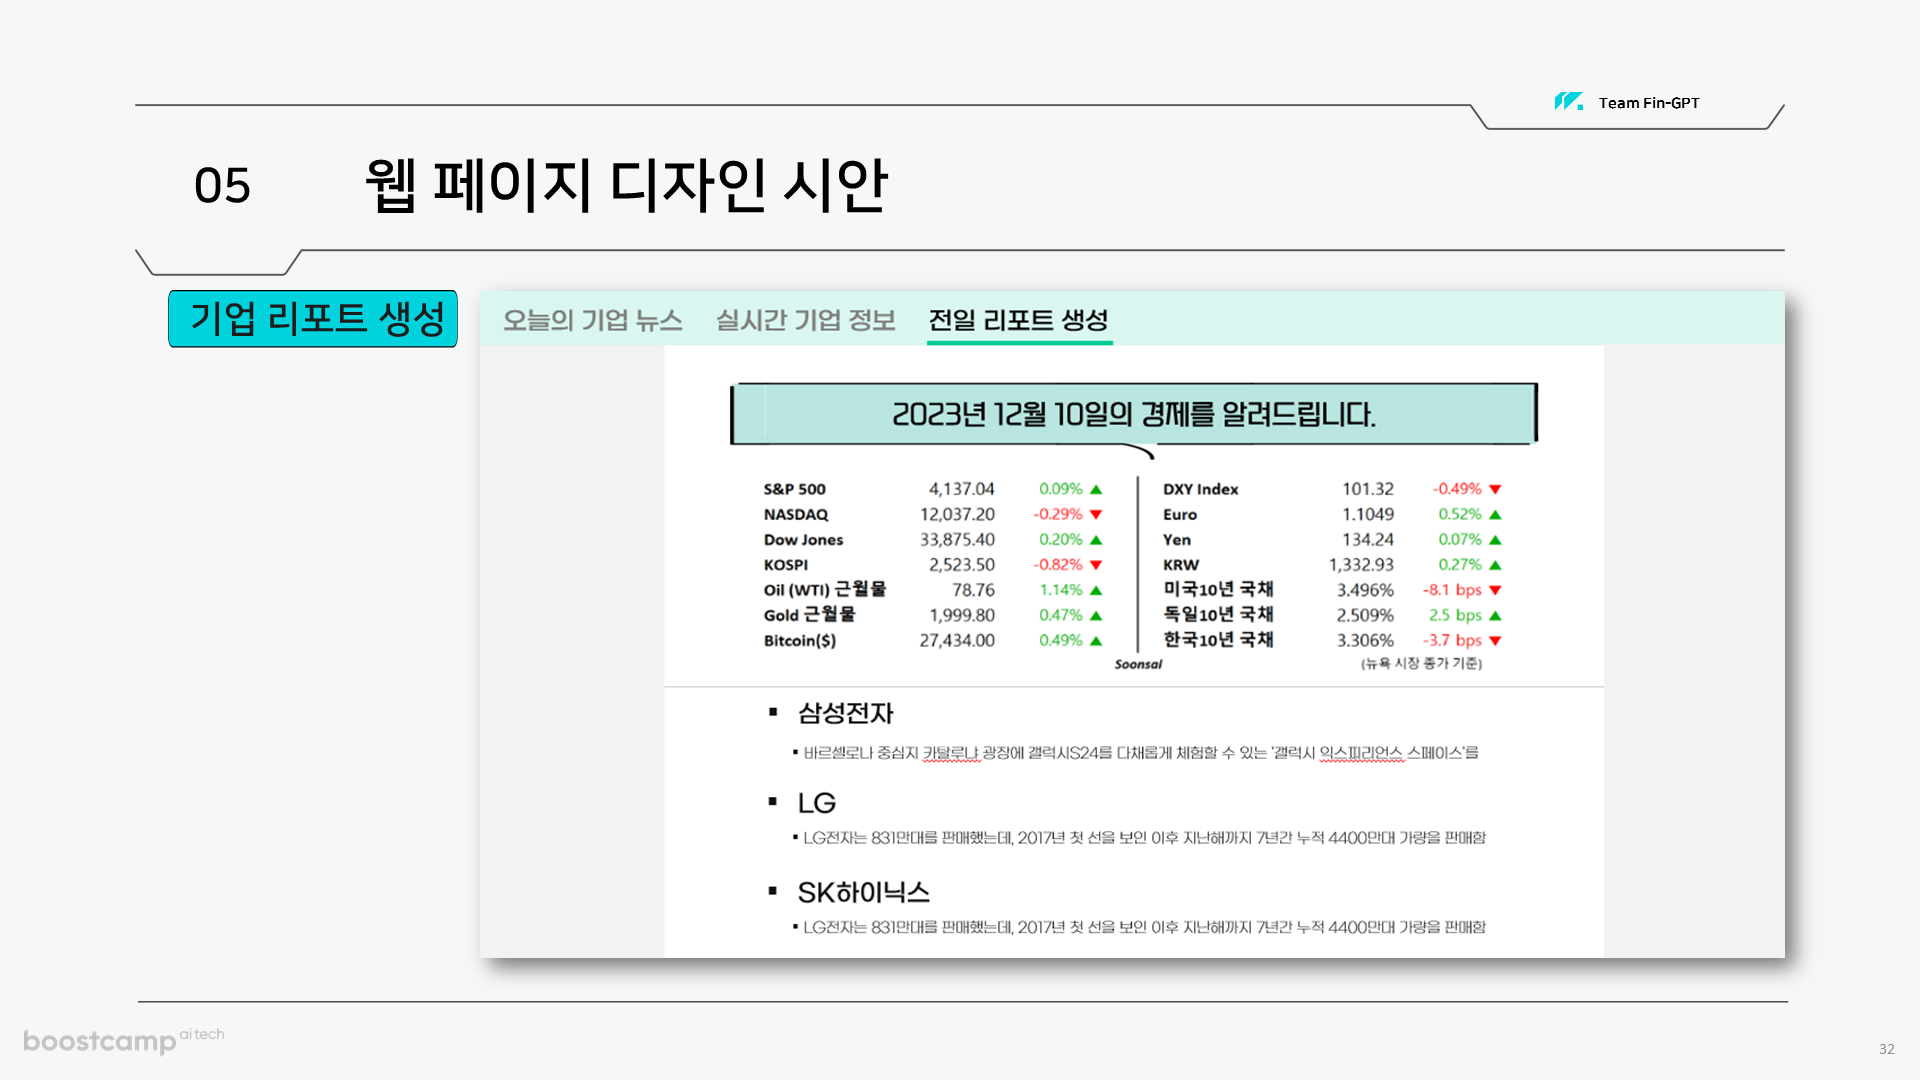 Team Fin-GPT
05 웹 페이지 디자인 시안
기업 리포트 생성
오늘의 기업 뉴스 실시간 기업 정보 전일 리포트 생성
2023년 12월 10일의 경제를 알려드립니다.
S&P 500 4,137.04 0.09% ▲
NASDAQ 12,037.20 -0.29% ▼
Dow Jones 33,875.40 0.20% ▲
KOSPI 2,523.50 -0.82% ▼
Oil (WTI) 근월물 78.76 1.14% ▲
Gold 근월물 1,999.80 0.47% ▲
Bitcoin($) 27,434.00 0.49% ▲
DXY Index 101.32 -0.49% ▼
Euro 1.1049 0.52% ▲
Yen 134.24 0.07% ▲
KRW 1,332.93 0.27% ▲
미국10년 국채 3.496% -8.1 bps ▼
독일10년 국채 2.509% 2.5 bps ▲
한국10년 국채 3.306% -3.7 bps ▼
Soonsal (뉴욕 시장 종가 기준)
▪ 삼성전자
▪ 바르셀로나 중심지 카탈루냐 광장에 갤럭시S24를 다채롭게 체험할 수 있는 '갤럭시 익스피리언스 스페이스'를
▪ LG
▪ LG전자는 831만대를 판매했는데, 2017년 첫 선을 보인 이후 지난해까지 7년간 누적 4400만대 가량을 판매함
▪ SK하이닉스
▪ LG전자는 831만대를 판매했는데, 2017년 첫 선을 보인 이후 지난해까지 7년간 누적 4400만대 가량을 판매함
boostcamp ai tech
32